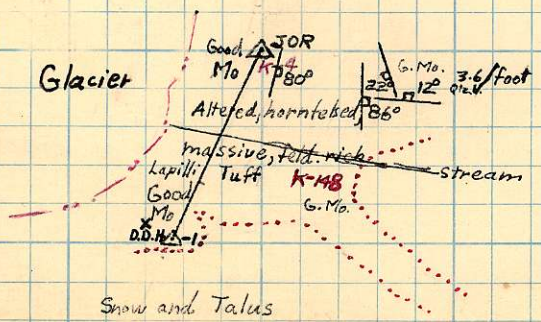 Good JOR
Mo K-4 80°
Glacier
22° G. Mo. 12° 3.6/foot
Qtz.V.
Altered, hornfelsed, 86°
massive, feld. rich
Lapilli Tuff
K-148 stream
Good G. Mo.
Mo
D.D.H. -1
Snow and Talus